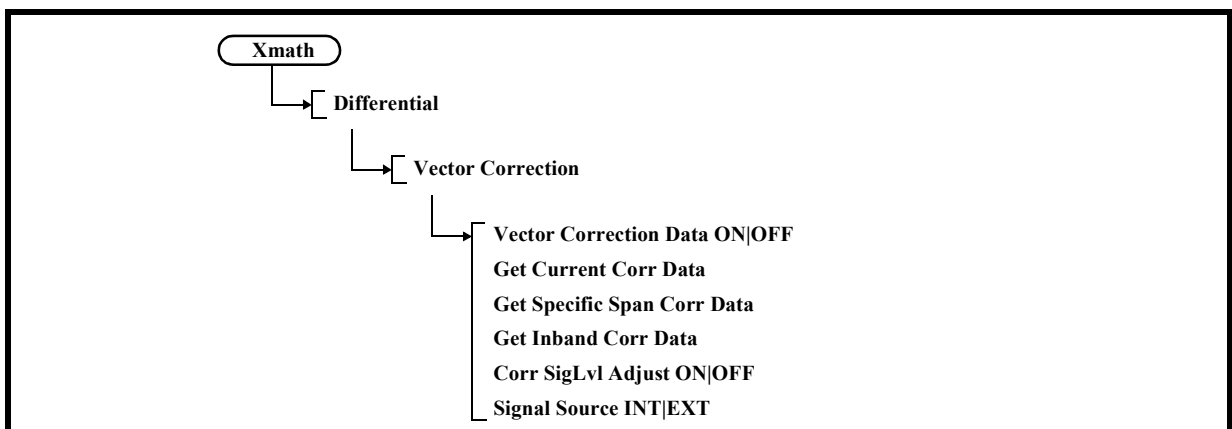 Xmath
Differential
Vector Correction
Vector Correction Data ON|OFF
Get Current Corr Data
Get Specific Span Corr Data
Get Inband Corr Data
Corr SigLvl Adjust ON|OFF
Signal Source INT|EXT